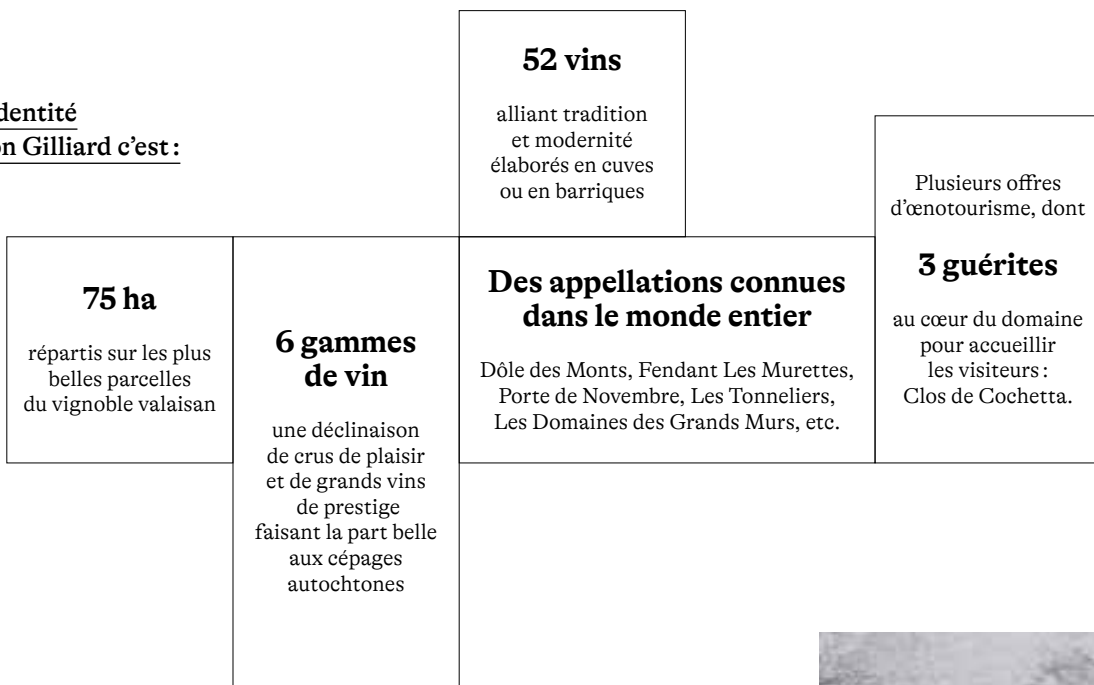 dentité
on Gilliard c’est :
52 vins
alliant tradition
et modernité
élaborés en cuves
ou en barriques
Plusieurs offres
d’œnotourisme, dont
3 guérites
au cœur du domaine
pour accueillir
les visiteurs :
Clos de Cochetta.
75 ha
répartis sur les plus
belles parcelles
du vignoble valaisan
6 gammes
de vin
une déclinaison
de crus de plaisir
et de grands vins
de prestige
faisant la part belle
aux cépages
autochtones
Des appellations connues
dans le monde entier
Dôle des Monts, Fendant Les Murettes,
Porte de Novembre, Les Tonneliers,
Les Domaines des Grands Murs, etc.